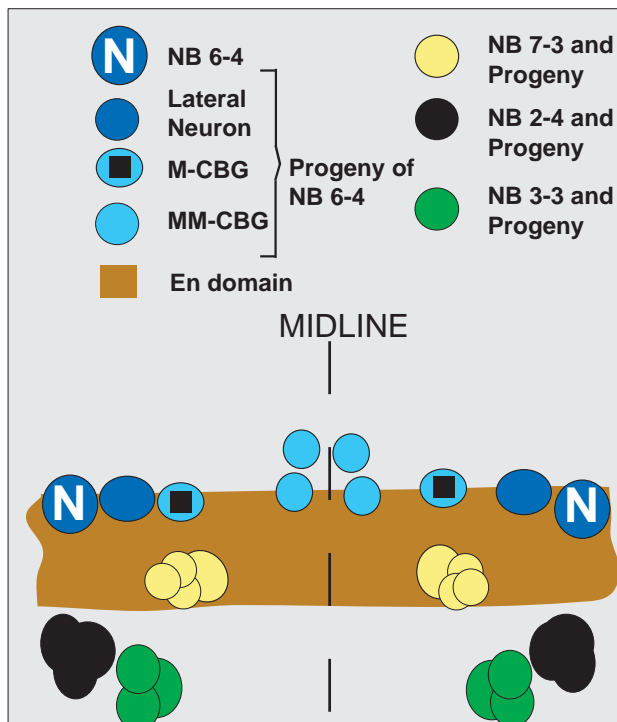 N NB 6-4
Lateral
Neuron
M-CBG
MM-CBG
En domain
Progeny of
NB 6-4
NB 7-3 and
Progeny
NB 2-4 and
Progeny
NB 3-3 and
Progeny
MIDLINE
N
N